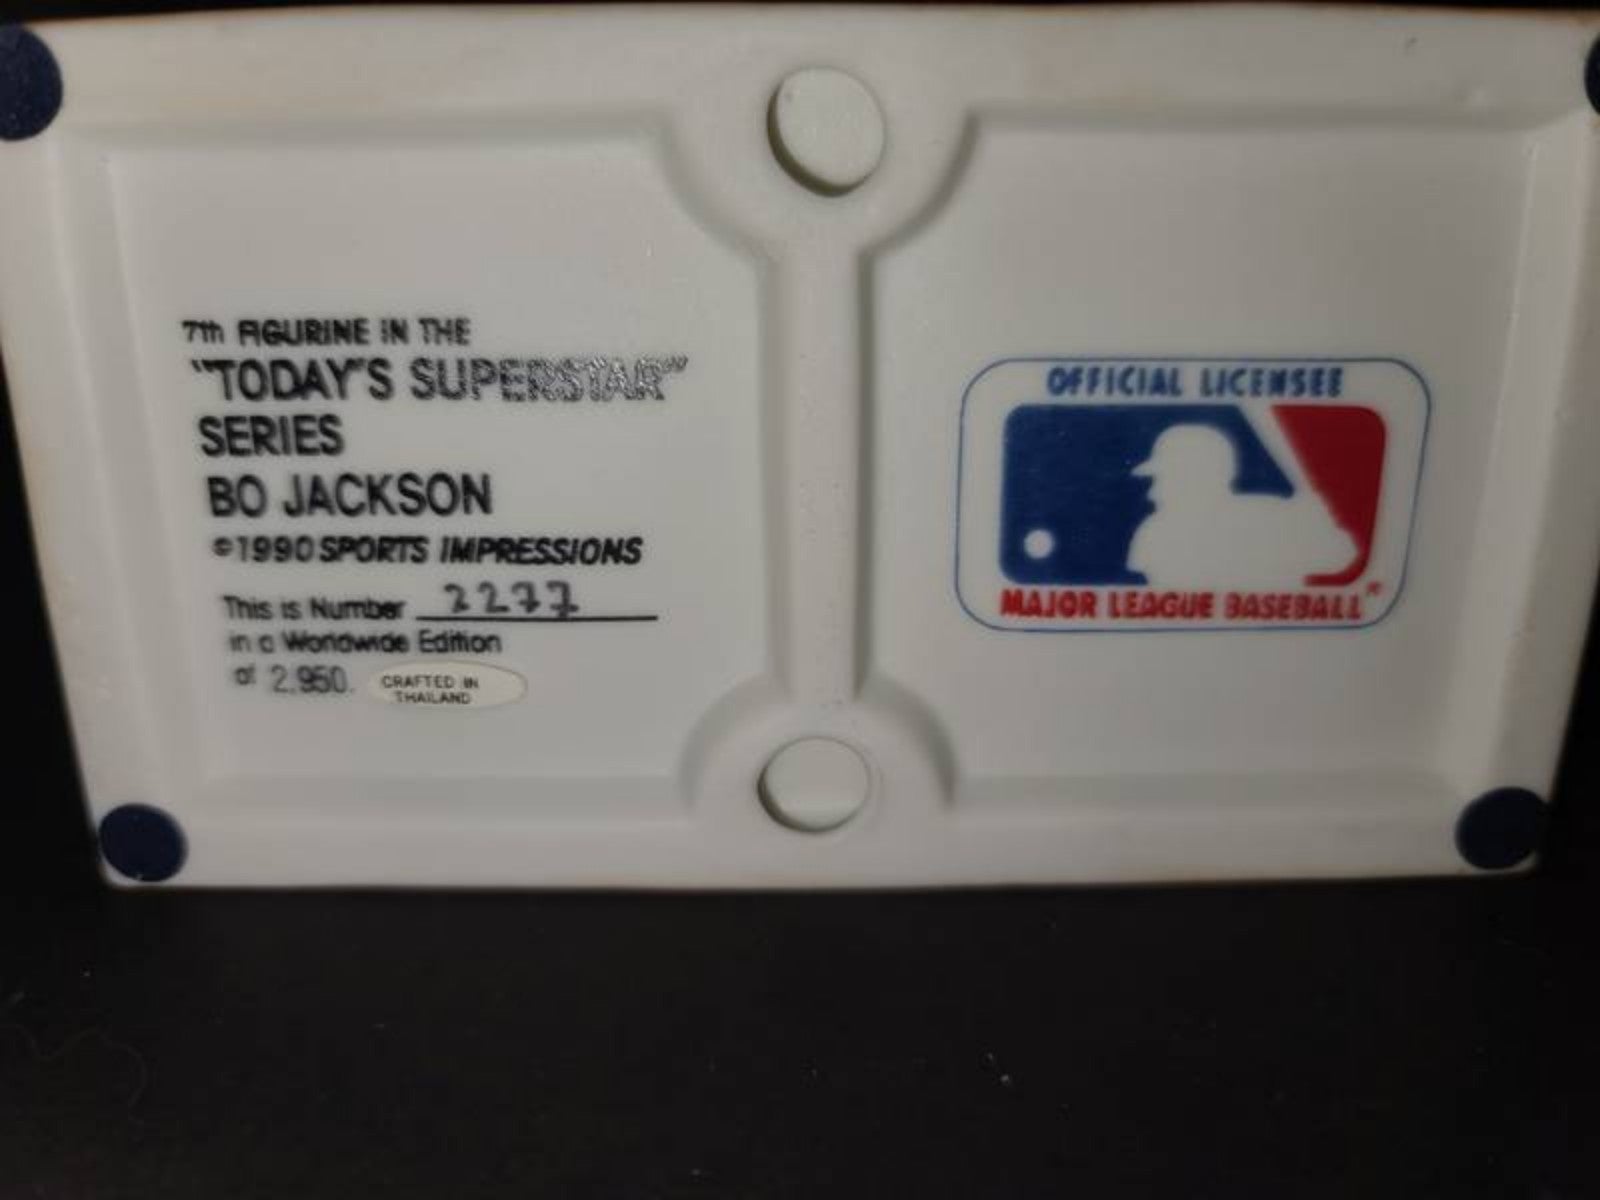 7th FIGURINE IN THE
"TODAY'S SUPERSTAR"
SERIES
BO JACKSON
©1990 SPORTS IMPRESSIONS
This is Number 2277
in a Worldwide Edition
of 2,950.
CRAFTED IN
THAILAND
OFFICIAL LICENSEE
MAJOR LEAGUE BASEBALL®